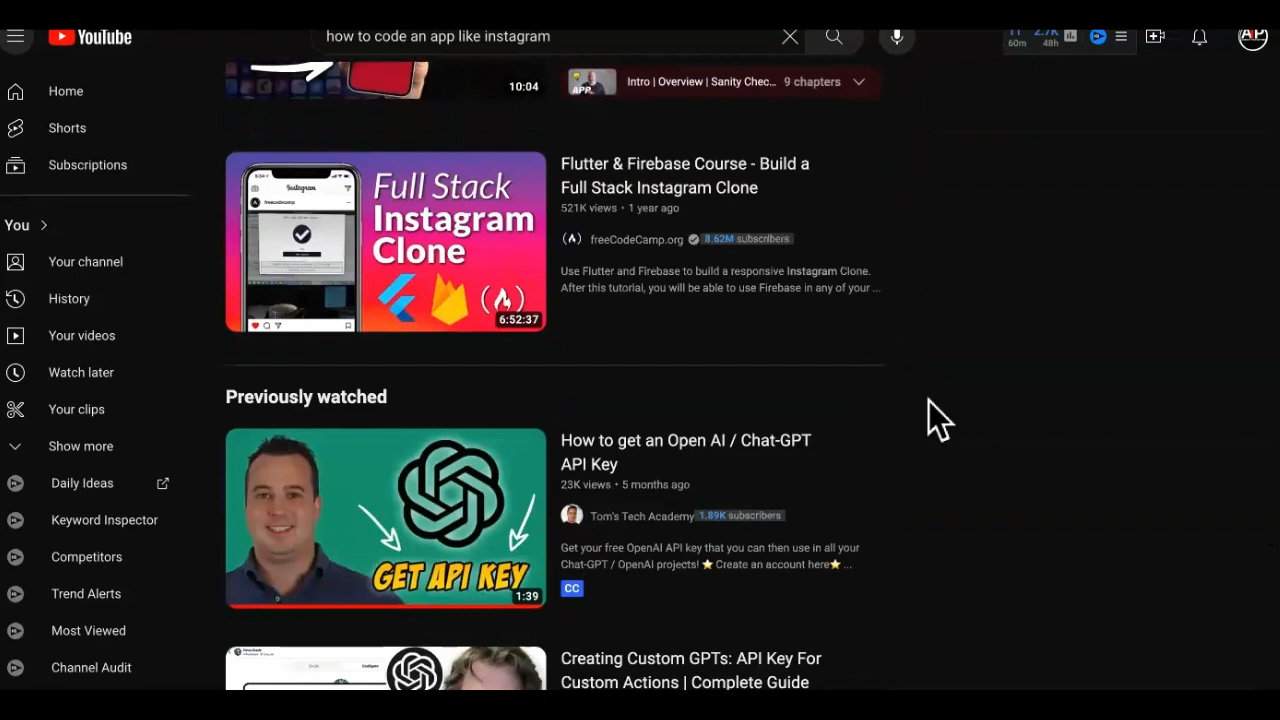 YouTube
how to code an app like instagram
60m
48h
Home
Shorts
Subscriptions
You
Your channel
History
Your videos
Watch later
Your clips
Show more
Daily Ideas
Keyword Inspector
Competitors
Trend Alerts
Most Viewed
Channel Audit
10:04
APP
Intro | Overview | Sanity Chec... 9 chapters
Instagram
freecodecamp
Full Stack
Instagram
Clone
6:52:37
Flutter & Firebase Course - Build a
Full Stack Instagram Clone
521K views • 1 year ago
freeCodeCamp.org 8.62M subscribers
Use Flutter and Firebase to build a responsive Instagram Clone.
After this tutorial, you will be able to use Firebase in any of your ...
Previously watched
GET API KEY
1:39
How to get an Open AI / Chat-GPT
API Key
23K views • 5 months ago
Tom's Tech Academy 1.89K subscribers
Get your free OpenAI API key that you can then use in all your
Chat-GPT / OpenAI projects! ⭐ Create an account here⭐ ...
CC
Configure
Creating Custom GPTs: API Key For
Custom Actions | Complete Guide